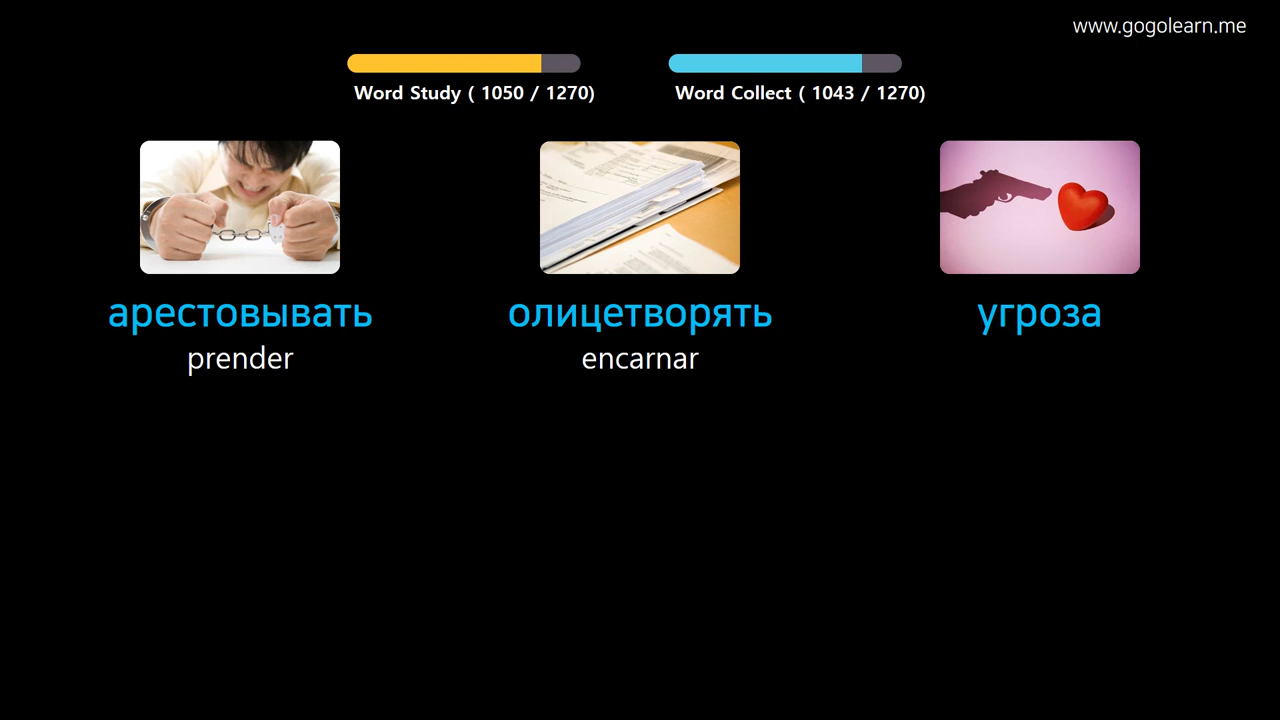 www.gogolearn.me
Word Study ( 1050 / 1270)
Word Collect ( 1043 / 1270)
арестовывать
олицетворять
угроза
prender
encarnar